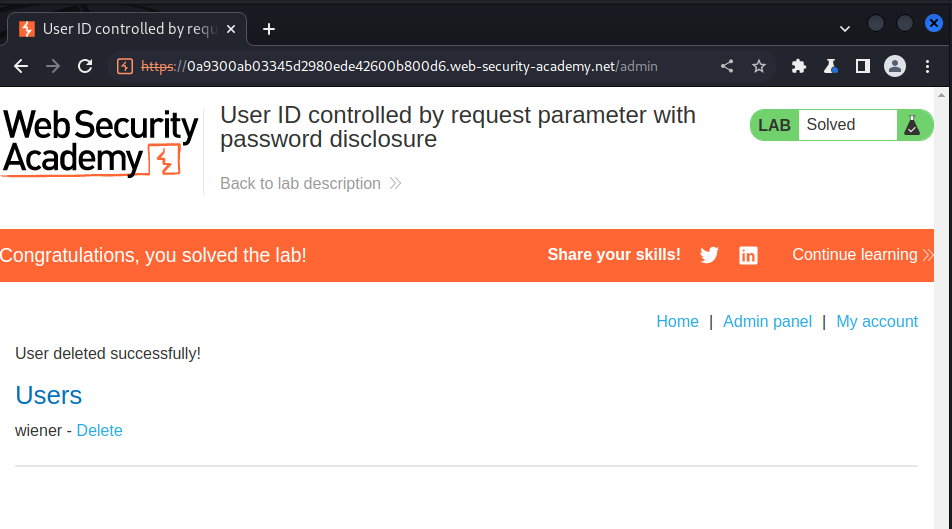 User ID controlled by requ
https://0a9300ab03345d2980ede42600b800d6.web-security-academy.net/admin
WebSecurity
Academy
User ID controlled by request parameter with
password disclosure
Back to lab description
LAB Solved
Congratulations, you solved the lab!
Share your skills!
Continue learning
Home | Admin panel | My account
User deleted successfully!
Users
wiener - Delete